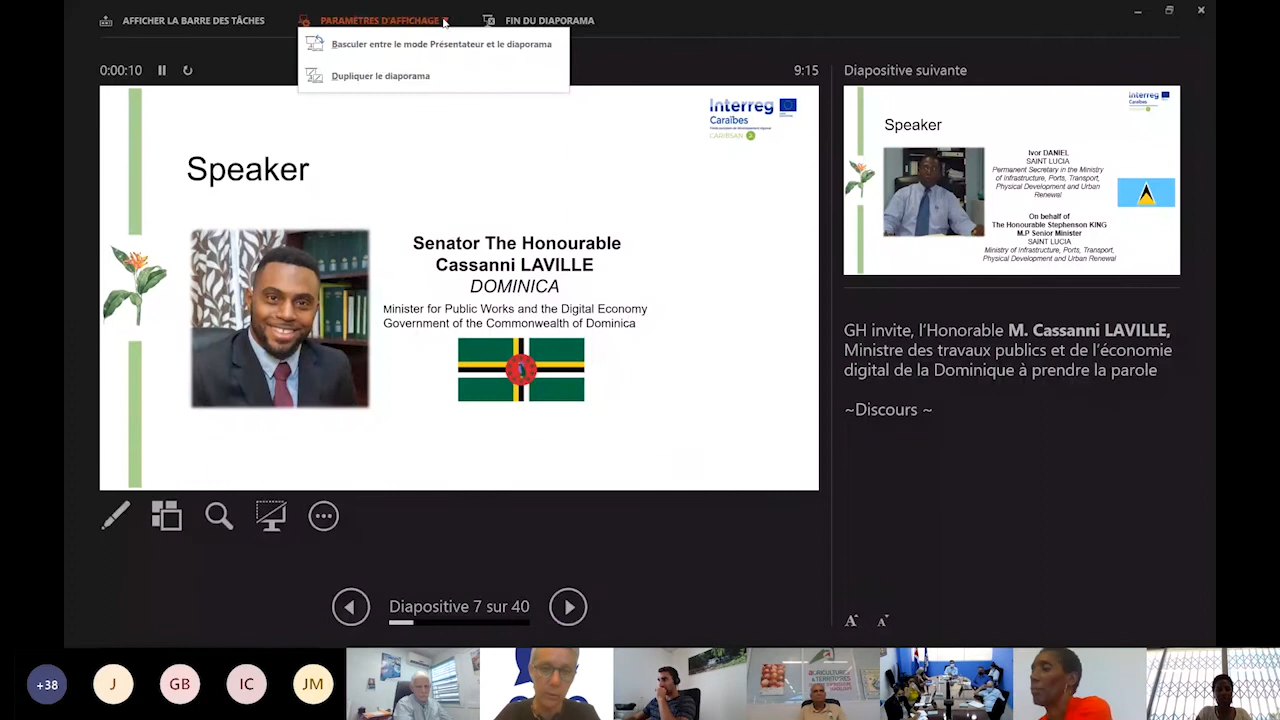 AFFICHER LA BARRE DES TÂCHES
PARAMÈTRES D'AFFICHAGE
FIN DU DIAPORAMA
Basculer entre le mode Présentateur et le diaporama
Dupliquer le diaporama
0:00:10
9:15
Diapositive suivante
Interreg
Caraïbes
CARIBSAN
Speaker
Senator The Honourable
Cassanni LAVILLE
DOMINICA
Minister for Public Works and the Digital Economy
Government of the Commonwealth of Dominica
Interreg
Caraïbes
Speaker
Ivor DANIEL
SAINT LUCIA
Permanent Secretary in the Ministry
of Infrastructure, Ports, Transport,
Physical Development and Urban
Renewal
On behalf of
The Honourable Stephenson KING
M.P Senior Minister
SAINT LUCIA
Ministry of Infrastructure, Ports, Transport,
Physical Development and Urban Renewal
GH invite, l'Honorable M. Cassanni LAVILLE,
Ministre des travaux publics et de l'économie
digital de la Dominique à prendre la parole
~Discours ~
Diapositive 7 sur 40
+38
J
GB
IC
JM